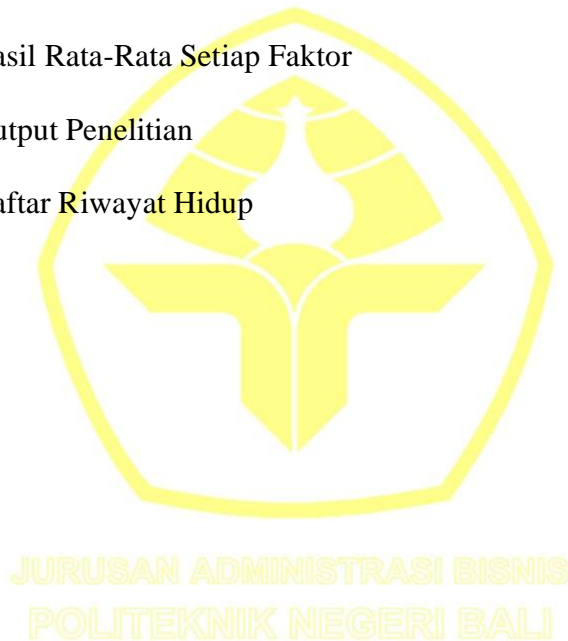 asil Rata-Rata Setiap Faktor
utput Penelitian
aftar Riwayat Hidup
JURUSAN ADMINISTRASI BISNIS
POLITEKNIK NEGERI BALI